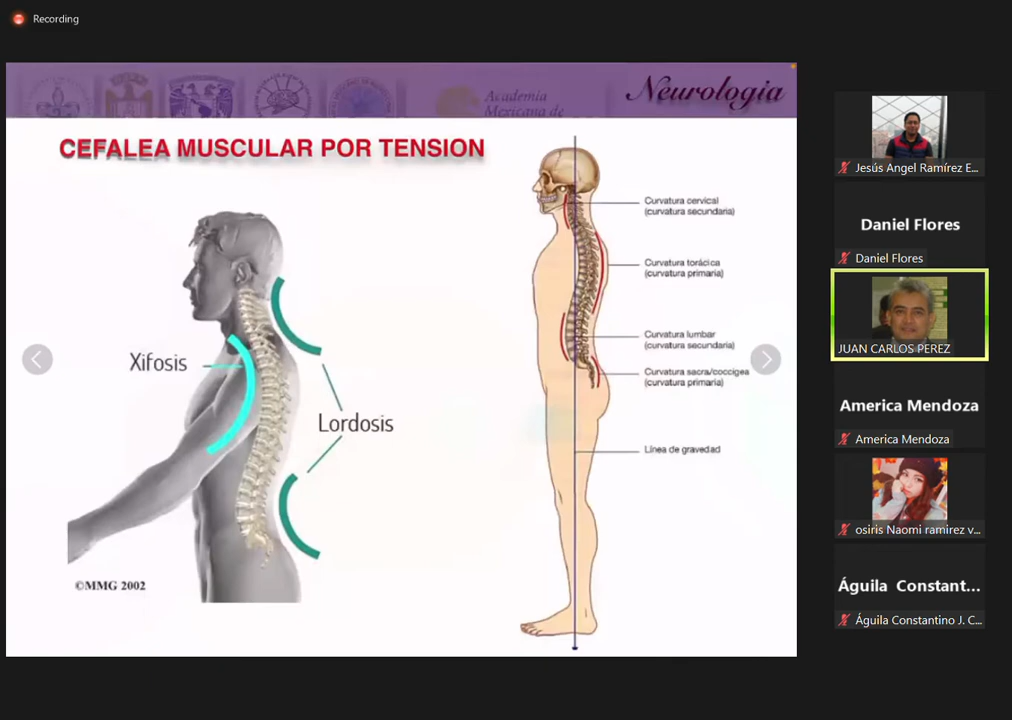 Recording
Academia
Mexicana de
Neurologia
CEFALEA MUSCULAR POR TENSION
Xifosis
Lordosis
©MMG 2002
Curvatura cervical
(curvatura secundaria)
Curvatura torácica
(curvatura primaria)
Curvatura lumbar
(curvatura secundaria)
Curvatura sacra/coccígea
(curvatura primaria)
Línea de gravedad
Jesús Angel Ramírez E...
Daniel Flores
Daniel Flores
JUAN CARLOS PEREZ
America Mendoza
America Mendoza
osiris Naomi ramirez v...
Águila Constant...
Águila Constantino J. C...